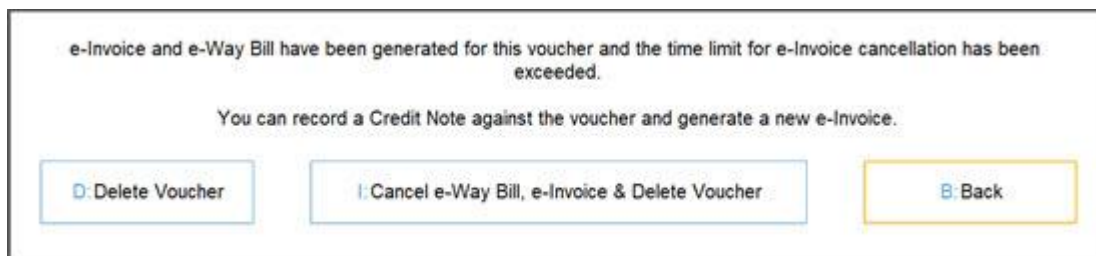 e-Invoice and e-Way Bill have been generated for this voucher and the time limit for e-Invoice cancellation has been
exceeded.
You can record a Credit Note against the voucher and generate a new e-Invoice.
D: Delete Voucher
I: Cancel e-Way Bill, e-Invoice & Delete Voucher
B: Back